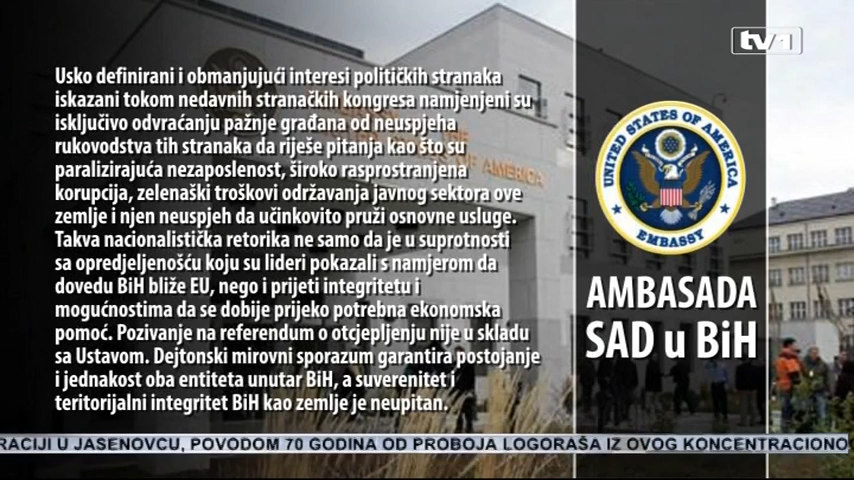 tv1
Usko definirani i obmanjujući interesi političkih stranaka
iskazani tokom nedavnih stranačkih kongresa namjenjeni su
isključivo odvraćanju pažnje građana od neuspjeha
rukovodstva tih stranaka da riješe pitanja kao što su
paralizirajuća nezaposlenost, široko rasprostranjena
korupcija, zelenaški troškovi održavanja javnog sektora ove
zemlje i njen neuspjeh da učinkovito pruži osnovne usluge.
Takva nacionalistička retorika ne samo da je u suprotnosti
sa opredjeljenošću koju su lideri pokazali s namjerom da
dovedu BiH bliže EU, nego i prijeti integritetu i
mogućnostima da se dobije prijeko potrebna ekonomska
pomoć. Pozivanje na referendum o otcjepljenju nije u skladu
sa Ustavom. Dejtonski mirovni sporazum garantira postojanje
i jednakost oba entiteta unutar BiH, a suverenitet i
teritorijalni integritet BiH kao zemlje je neupitan.
OF AMERICA
UNITED STATES OF AMERICA
EMBASSY
AMBASADA
SAD u BiH
RACIJI U JASENOVCU, POVODOM 70 GODINA OD PROBOJA LOGORAŠA IZ OVOG KONCENTRACIONO